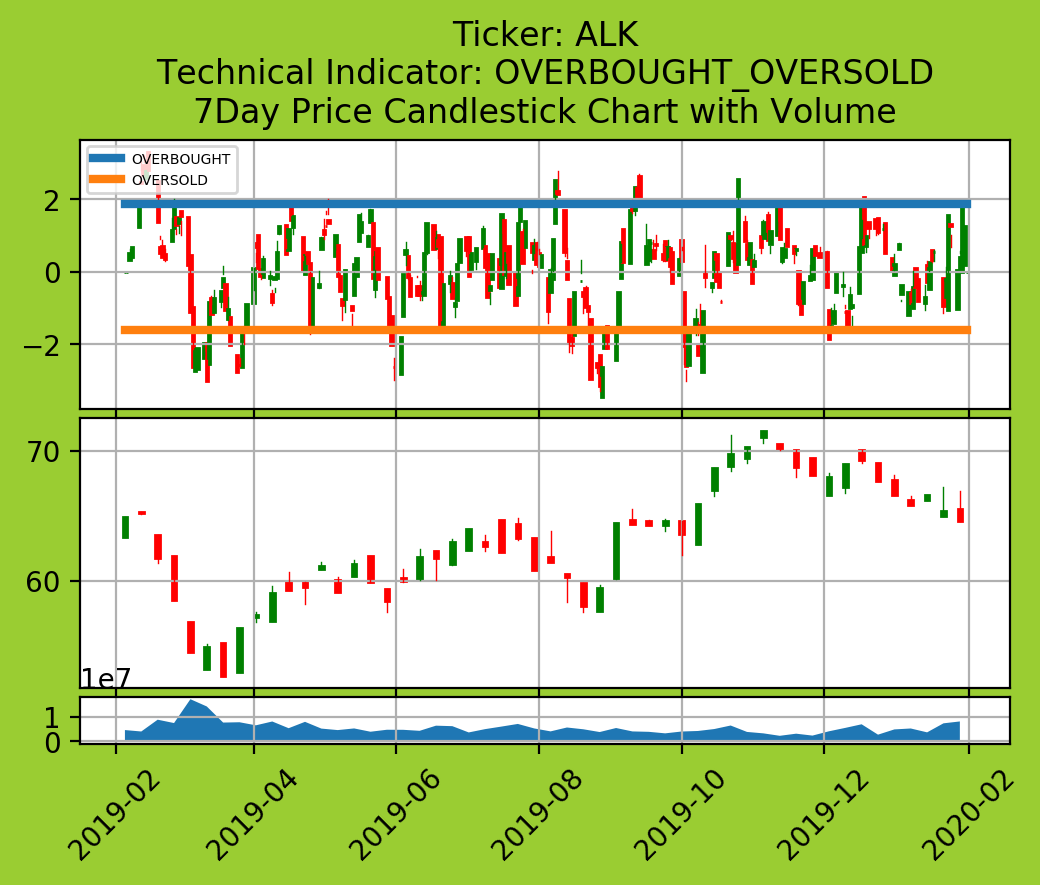 Ticker: ALK
Technical Indicator: OVERBOUGHT_OVERSOLD
7Day Price Candlestick Chart with Volume
OVERBOUGHT
OVERSOLD
2
0
−2
70
60
1e7
1
0
2019-02
2019-04
2019-06
2019-08
2019-10
2019-12
2020-02